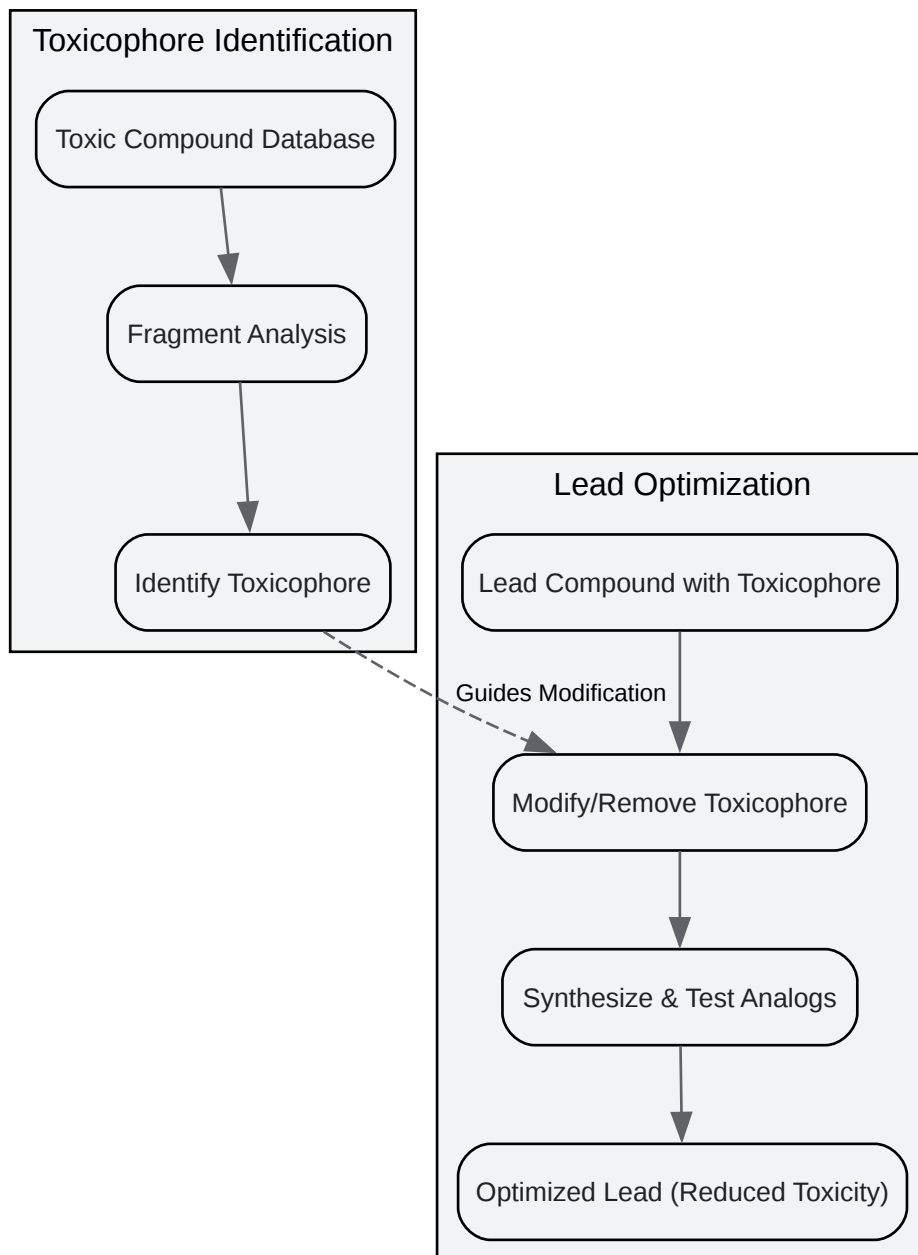 Toxicophore Identification
Toxic Compound Database
Fragment Analysis
Identify Toxicophore
Lead Optimization
Lead Compound with Toxicophore
Guides Modification
Modify/Remove Toxicophore
Synthesize & Test Analogs
Optimized Lead (Reduced Toxicity)